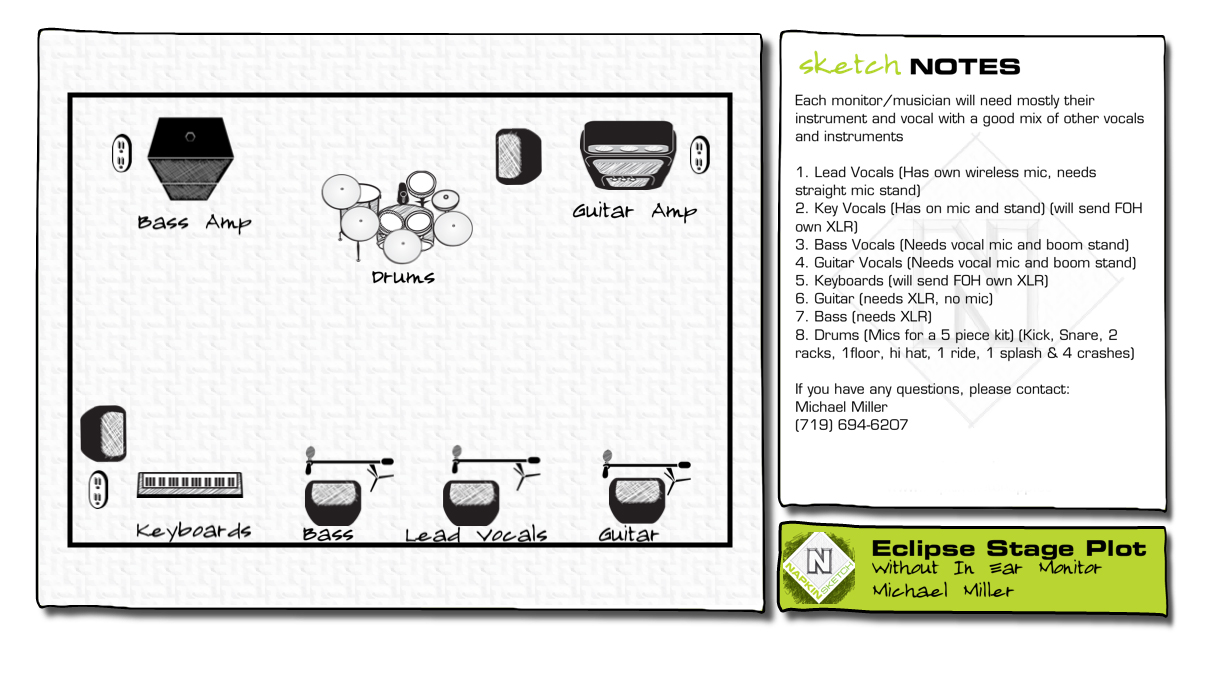 Bass Amp
Guitar Amp
Drums
Keyboards
Bass
Lead Vocals
Guitar
sketch NOTES
Each monitor/musician will need mostly their
instrument and vocal with a good mix of other vocals
and instruments
1. Lead Vocals (Has own wireless mic, needs
straight mic stand)
2. Key Vocals (Has on mic and stand) (will send FOH
own XLR)
3. Bass Vocals (Needs vocal mic and boom stand)
4. Guitar Vocals (Needs vocal mic and boom stand)
5. Keyboards (will send FOH own XLR)
6. Guitar (needs XLR, no mic)
7. Bass (needs XLR)
8. Drums (Mics for a 5 piece kit) (Kick, Snare, 2
racks, 1floor, hi hat, 1 ride, 1 splash & 4 crashes)
If you have any questions, please contact:
Michael Miller
(719) 694-6207
N
NAPKIN SKETCH
Eclipse Stage Plot
Without In Ear Monitor
Michael Miller